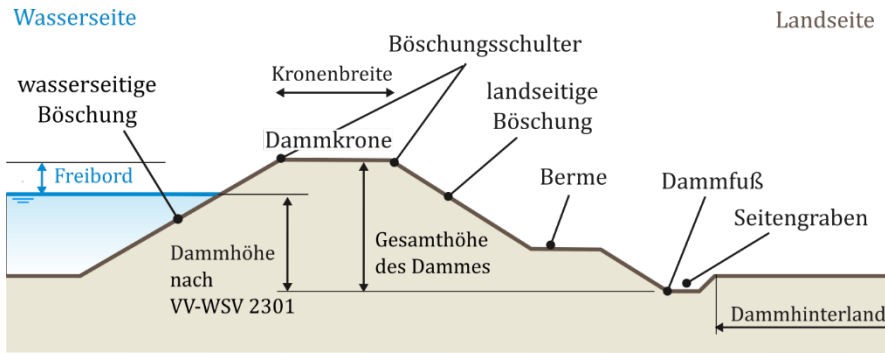 Wasserseite
Landseite
Böschungsschulter
Kronenbreite
wasserseitige
Böschung
landseitige
Böschung
Dammkrone
Freibord
Berme
Dammfuß
Seitengraben
Dammhöhe
nach
VV-WSV 2301
Gesamthöhe
des Dammes
Dammhinterland